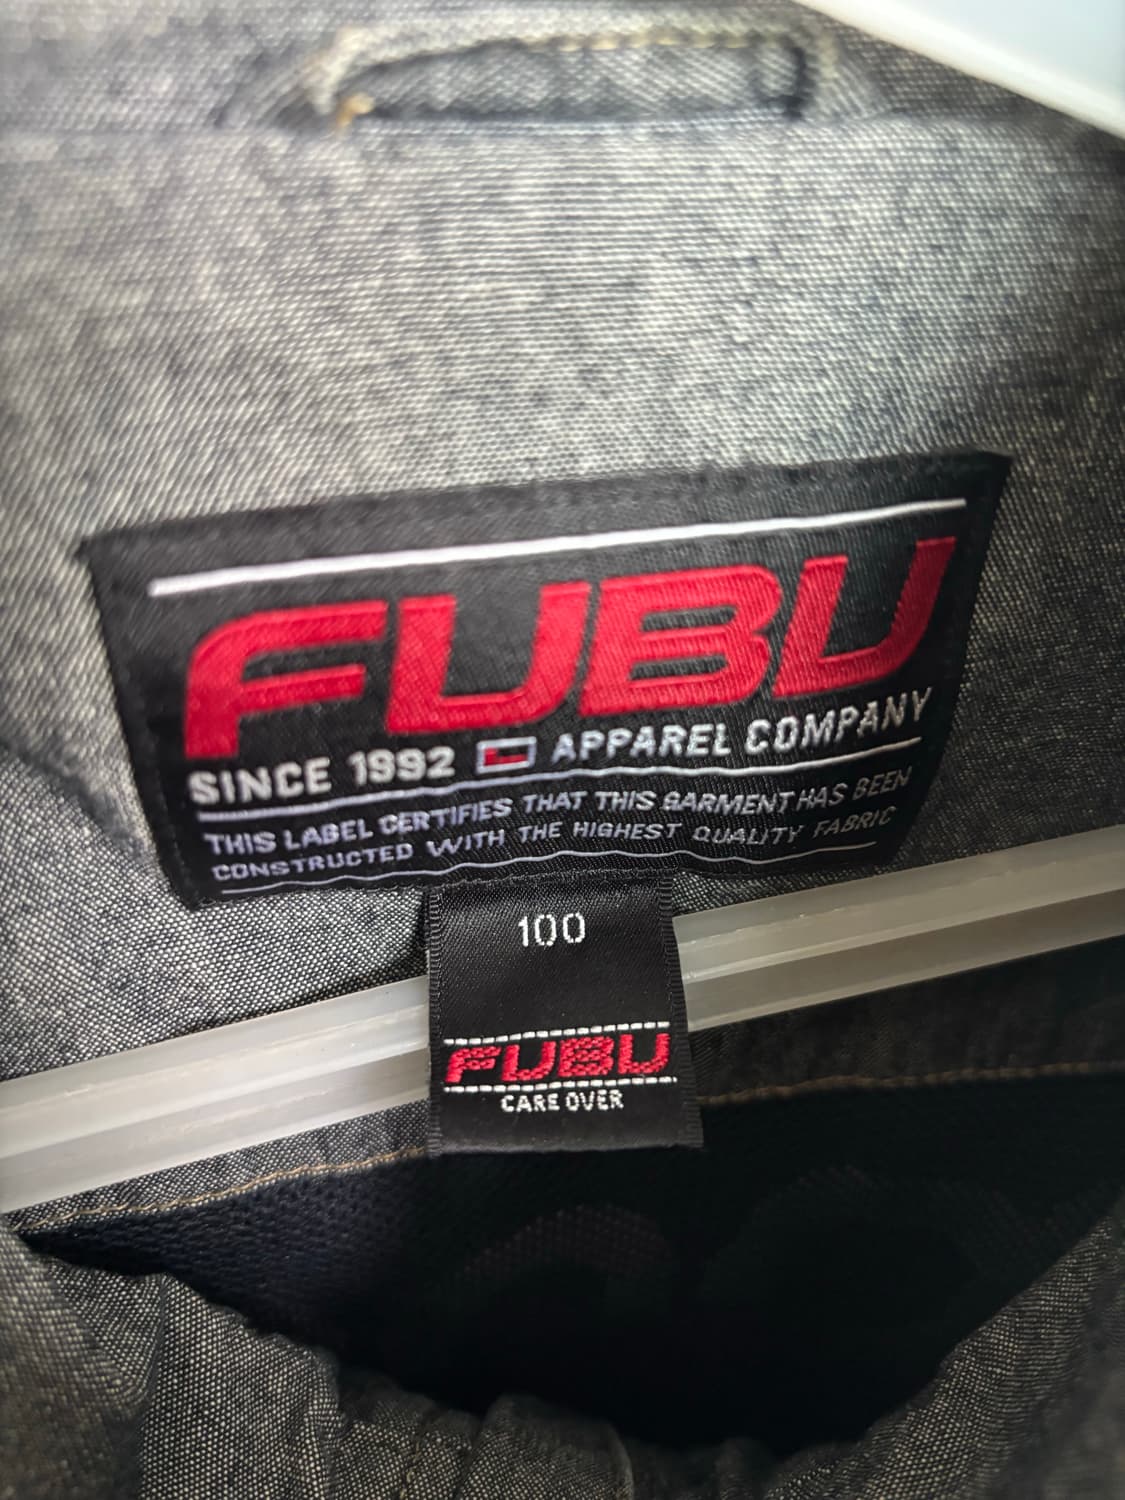 FUBU
SINCE 1992 APPAREL COMPANY
THIS LABEL CERTIFIES THAT THIS GARMENT HAS BEEN
CONSTRUCTED WITH THE HIGHEST QUALITY FABRIC
100
FUBU
CARE OVER